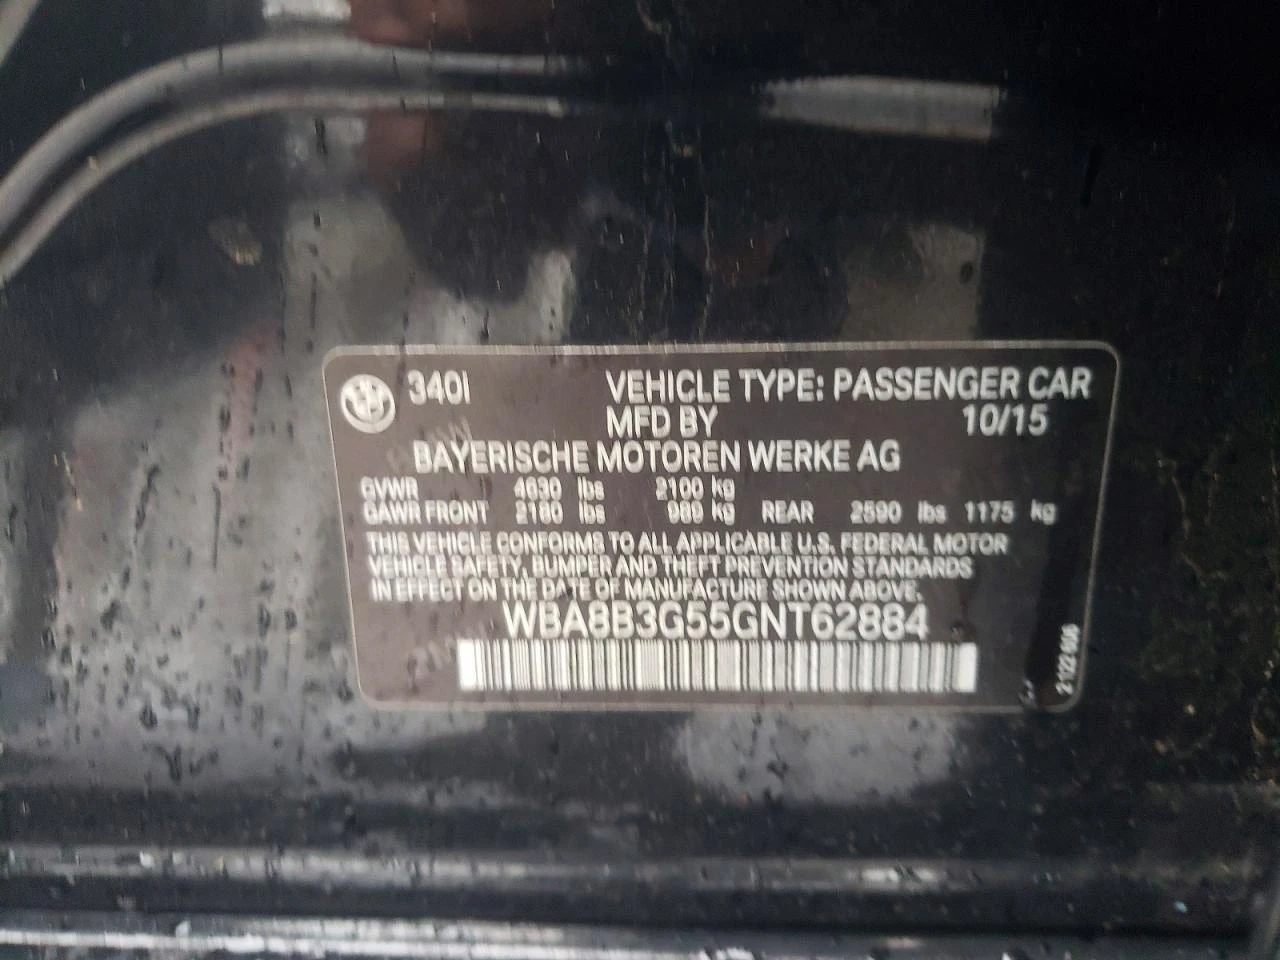 340I VEHICLE TYPE: PASSENGER CAR
MFD BY 10/15
BAYERISCHE MOTOREN WERKE AG
GVWR 4630 lbs 2100 kg
GAWR FRONT 2180 lbs 989 kg REAR 2590 lbs 1175 kg
THIS VEHICLE CONFORMS TO ALL APPLICABLE U.S. FEDERAL MOTOR
VEHICLE SAFETY, BUMPER AND THEFT PREVENTION STANDARDS
IN EFFECT ON THE DATE OF MANUFACTURE SHOWN ABOVE.
WBA8B3G55GNT62884